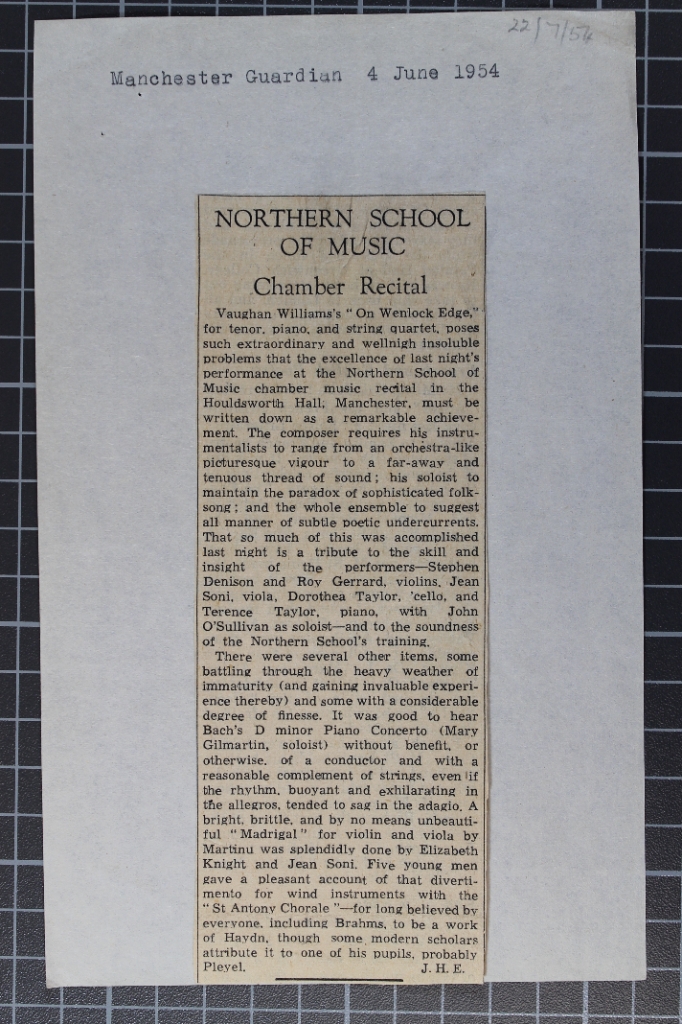 22/7/54
Manchester Guardian 4 June 1954
NORTHERN SCHOOL
OF MUSIC
Chamber Recital
Vaughan Williams's "On Wenlock Edge,"
for tenor, piano, and string quartet, poses
such extraordinary and wellnigh insoluble
problems that the excellence of last night's
performance at the Northern School of
Music chamber music recital in the
Houldsworth Hall, Manchester, must be
written down as a remarkable achieve-
ment. The composer requires his instru-
mentalists to range from an orchestra-like
picturesque vigour to a far-away and
tenuous thread of sound; his soloist to
maintain the paradox of sophisticated folk-
song; and the whole ensemble to suggest
all manner of subtle poetic undercurrents.
That so much of this was accomplished
last night is a tribute to the skill and
insight of the performers—Stephen
Denison and Roy Gerrard, violins, Jean
Soni, viola, Dorothea Taylor, 'cello, and
Terence Taylor, piano, with John
O'Sullivan as soloist—and to the soundness
of the Northern School's training.
There were several other items, some
battling through the heavy weather of
immaturity (and gaining invaluable experi-
ence thereby) and some with a considerable
degree of finesse. It was good to hear
Bach's D minor Piano Concerto (Mary
Gilmartin, soloist) without benefit, or
otherwise, of a conductor and with a
reasonable complement of strings, even if
the rhythm, buoyant and exhilarating in
the allegros, tended to sag in the adagio. A
bright, brittle, and by no means unbeauti-
ful "Madrigal" for violin and viola by
Martinu was splendidly done by Elizabeth
Knight and Jean Soni. Five young men
gave a pleasant account of that diverti-
mento for wind instruments with the
"St Antony Chorale"—for long believed by
everyone, including Brahms, to be a work
of Haydn, though some modern scholars
attribute it to one of his pupils, probably
Pleyel. J. H. E.